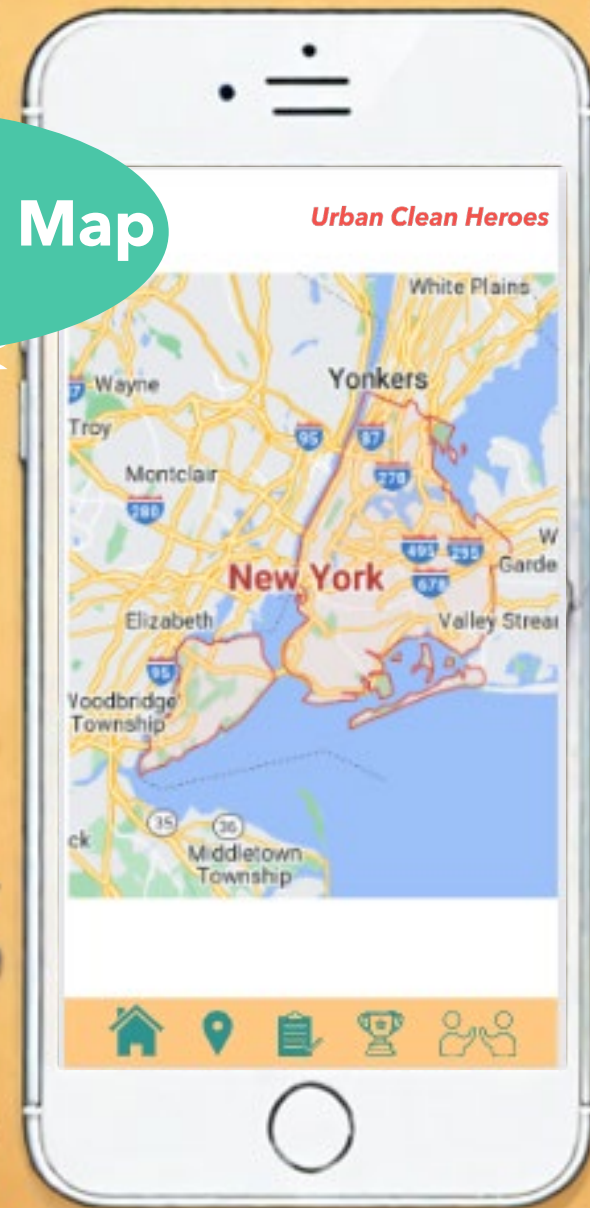 Map
Urban Clean Heroes
White Plains
Wayne
Yonkers
Troy
95
87
Montclair
278
280
495
295
W
Garde
New York
678
Elizabeth
Valley Strea
95
Woodbridge
Township
35
36
ck
Middletown
Township